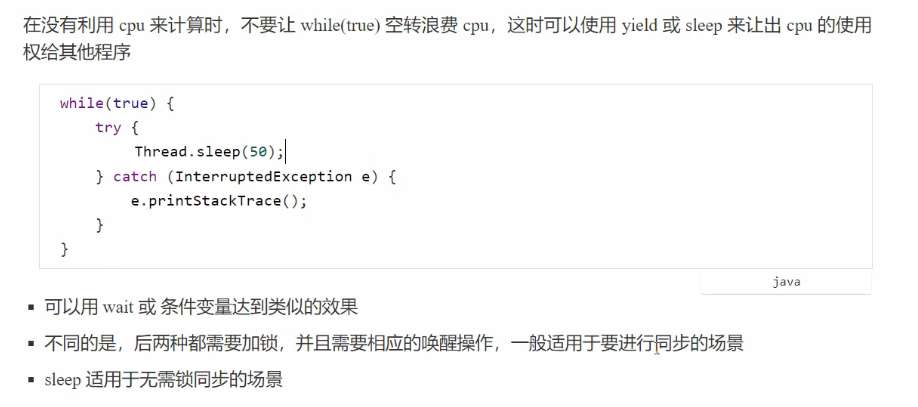 在没有利用 cpu 来计算时，不要让 while(true) 空转浪费 cpu，这时可以使用 yield 或 sleep 来让出 cpu 的使用
权给其他程序
while(true) {
    try {
        Thread.sleep(50);
    } catch (InterruptedException e) {
        e.printStackTrace();
    }
}
java
▪ 可以用 wait 或 条件变量达到类似的效果
▪ 不同的是，后两种都需要加锁，并且需要相应的唤醒操作，一般适用于要进行同步的场景
▪ sleep 适用于无需锁同步的场景